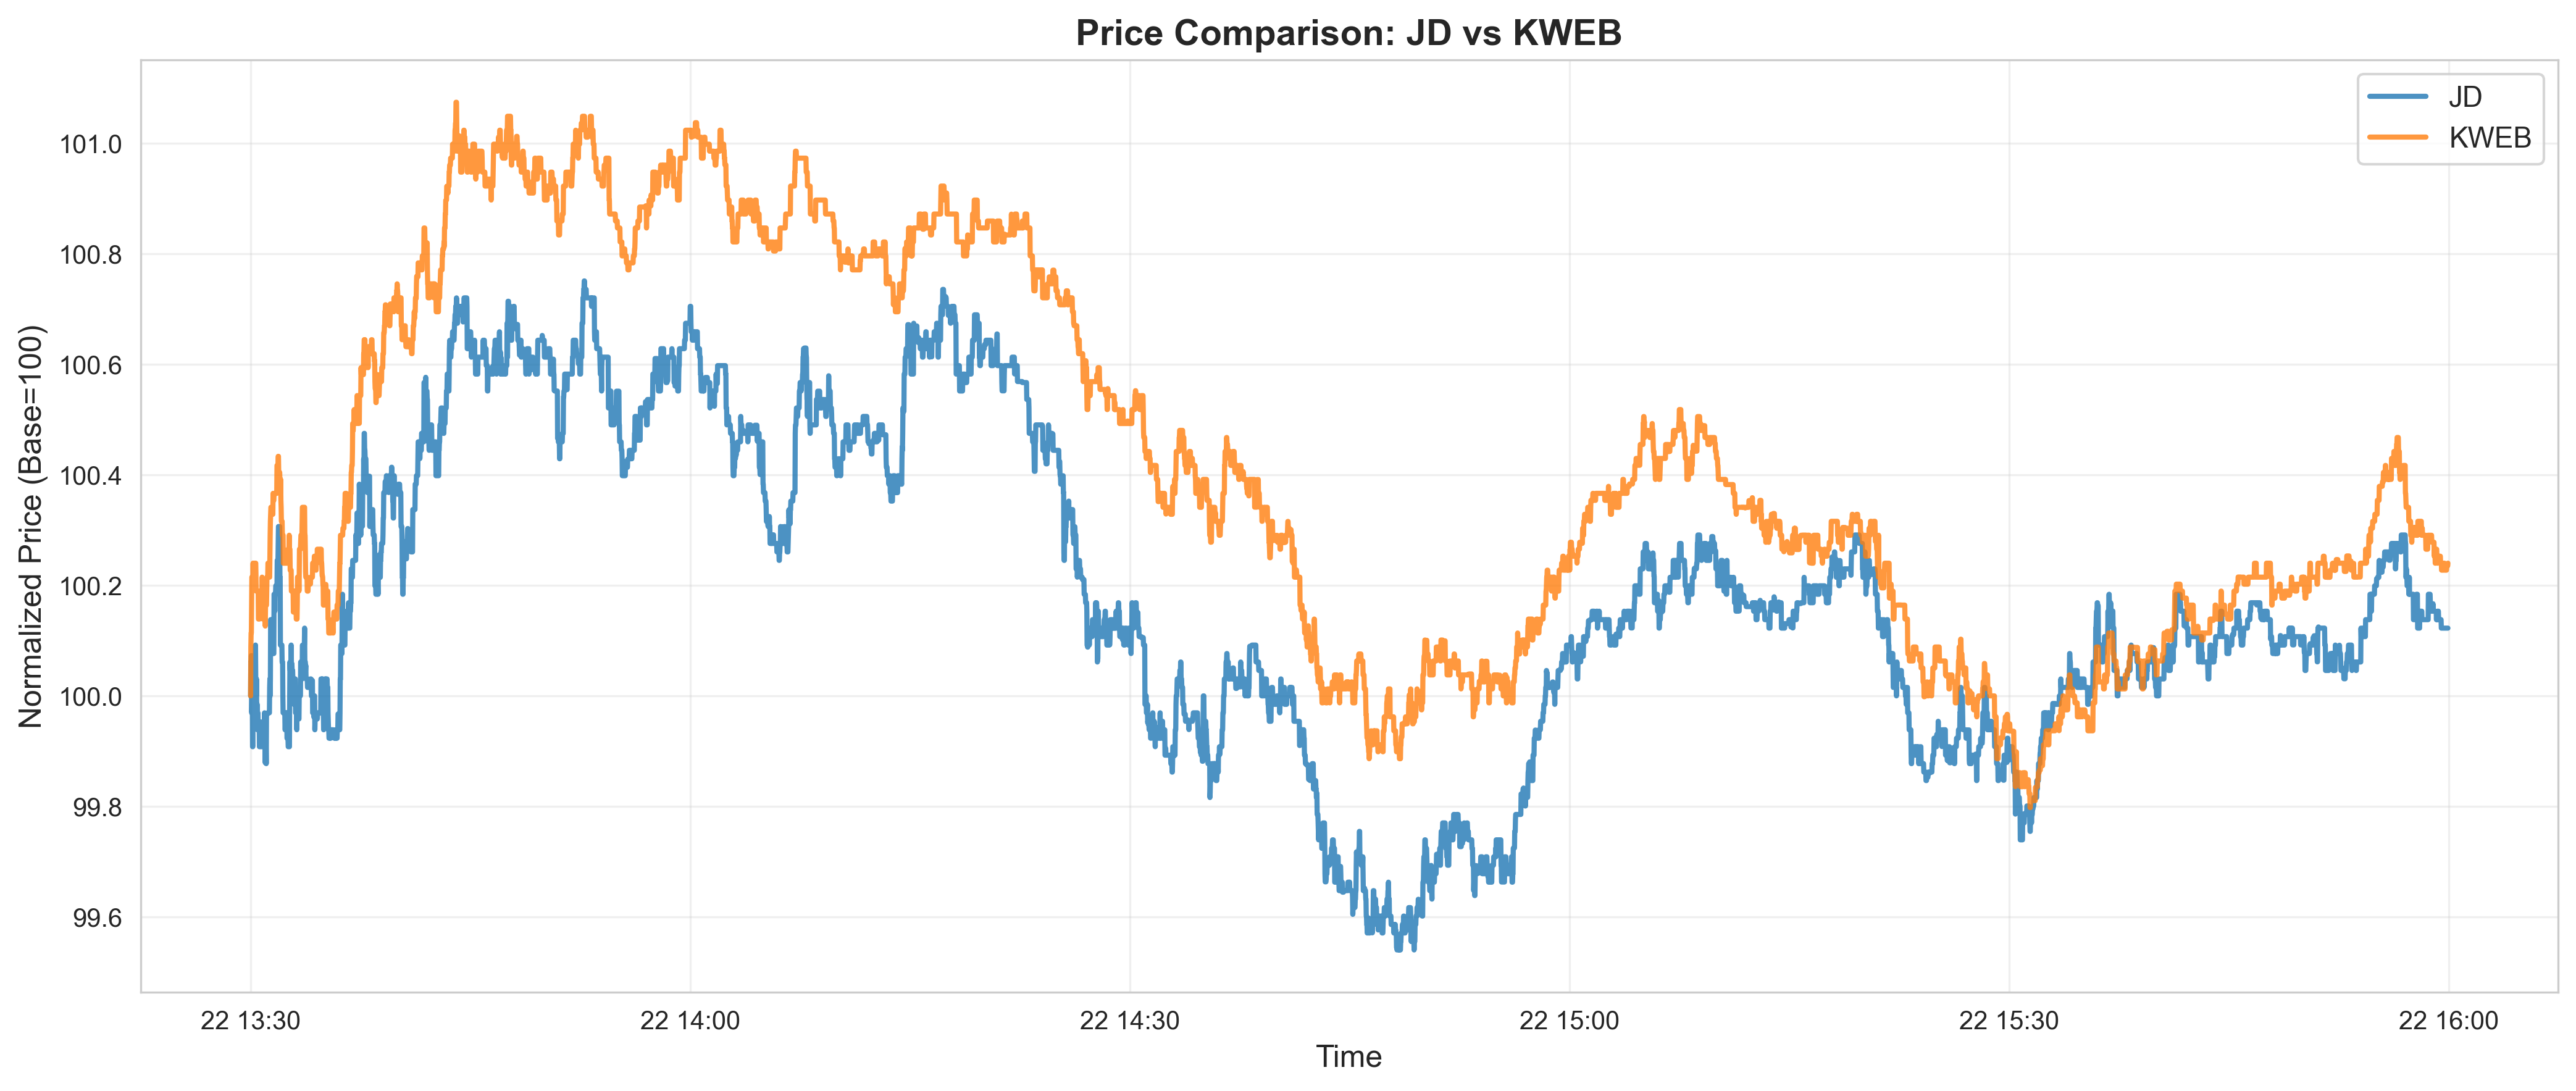 Price Comparison: JD vs KWEB
JD
KWEB
Normalized Price (Base=100)
101.0
100.8
100.6
100.4
100.2
100.0
99.8
99.6
22 13:30
22 14:00
22 14:30
22 15:00
22 15:30
22 16:00
Time